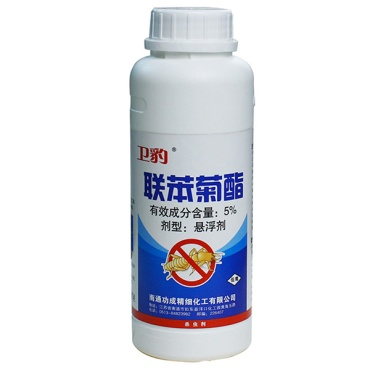 卫豹®
联苯菊酯
有效成分含量：5%
剂型：悬浮剂
南通功成精细化工有限公司
杀虫剂